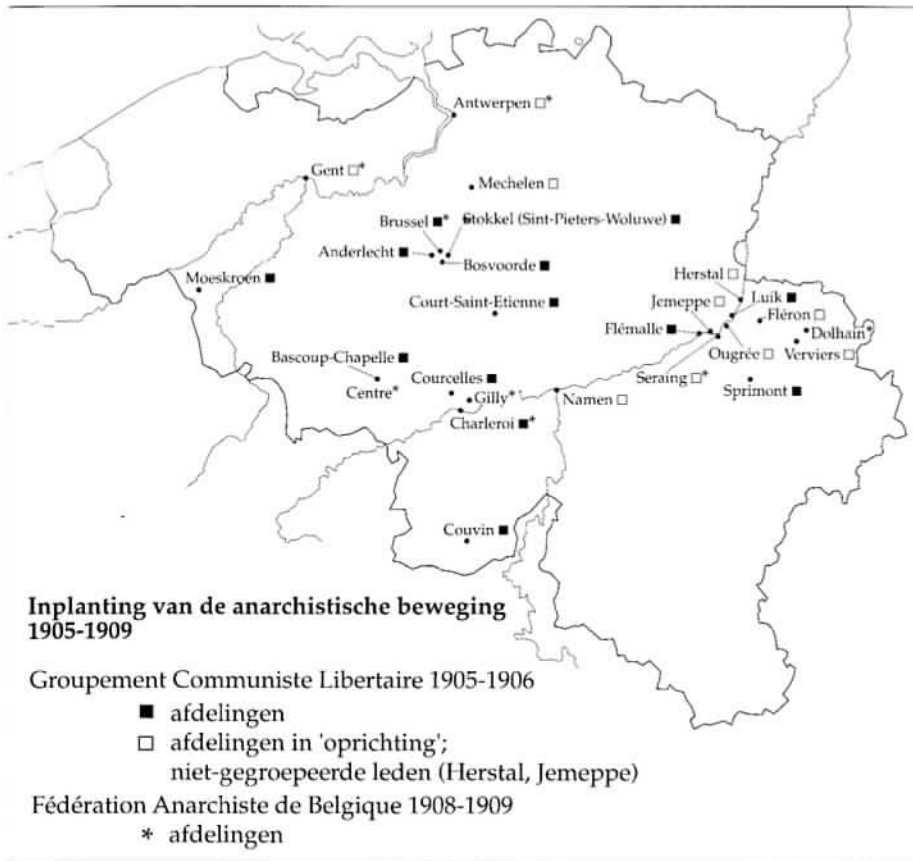 Antwerpen □*
Gent □*
Mechelen □
Brussel ■*
Stokkel (Sint-Pieters-Woluwe) ■
Anderlecht ■
Bosvoorde ■
Moeskroen ■
Herstal □
Court-Saint-Etienne ■
Jemeppe □
Luik ■
Fléron □
Flémalle ■
Dolhain*
Ougrée □
Verviers □
Bascoup-Chapelle ■
Centre*
Courcelles ■
Gilly*
Seraing □*
Sprimont ■
Namen □
Charleroi ■*
Couvin ■
Inplanting van de anarchistische beweging
1905-1909
Groupement Communiste Libertaire 1905-1906
■ afdelingen
□ afdelingen in 'oprichting';
niet-gegroepeerde leden (Herstal, Jemeppe)
Fédération Anarchiste de Belgique 1908-1909
* afdelingen